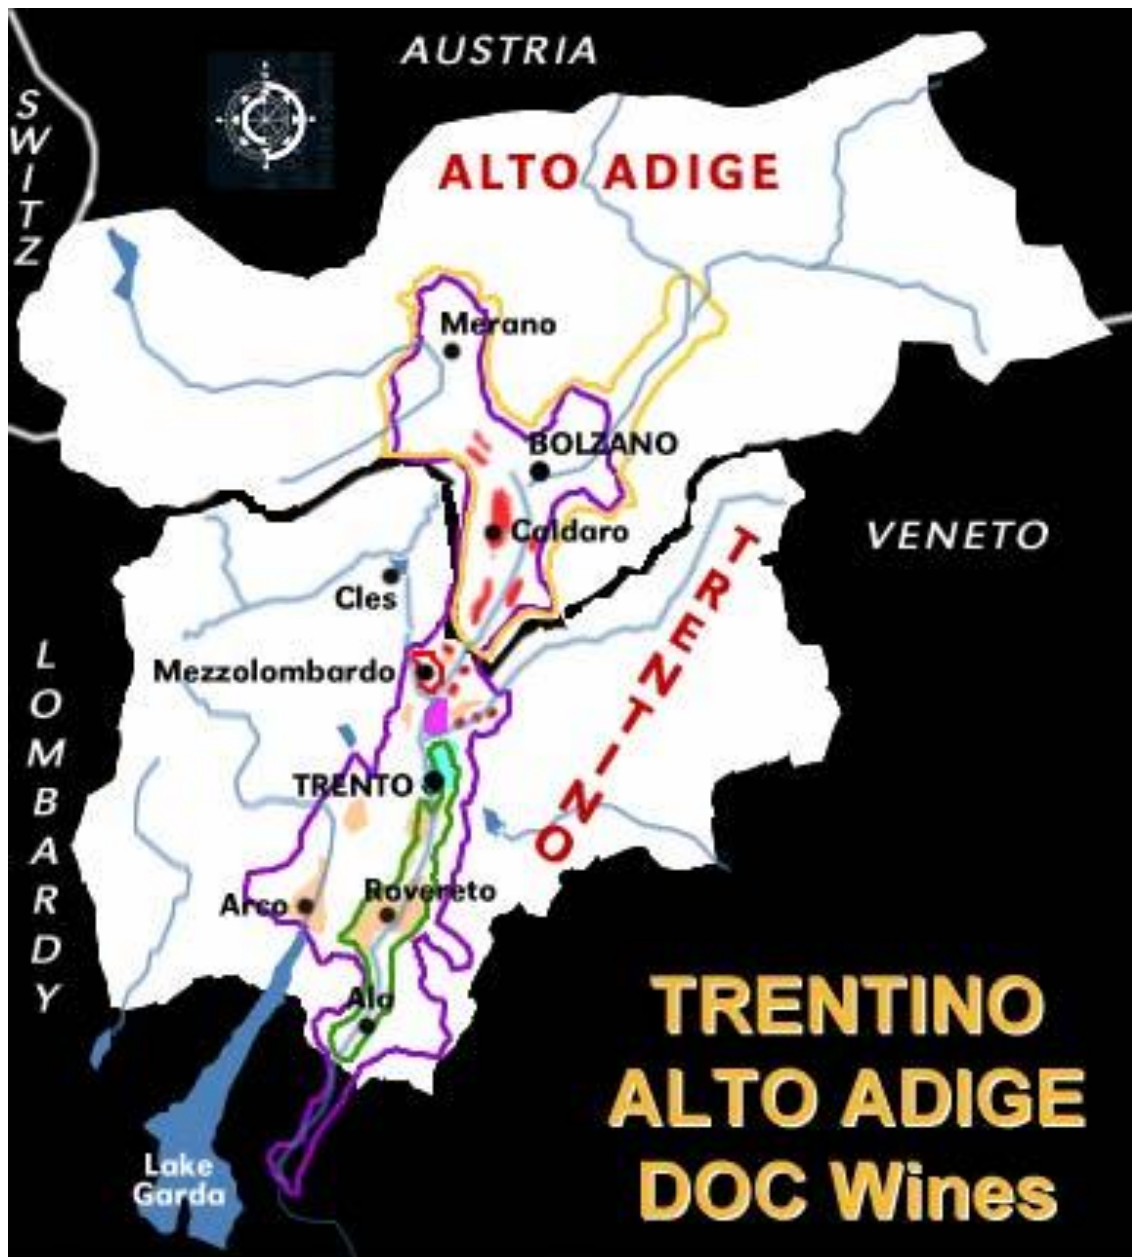 AUSTRIA
SWITZ
ALTO ADIGE
Merano
BOLZANO
Caldaro
VENETO
Cles
TRENTINO
LOMBARDY
Mezzolombardo
TRENTO
Rovereto
Arco
Ala
TRENTINO
ALTO ADIGE
DOC Wines
Lake
Garda